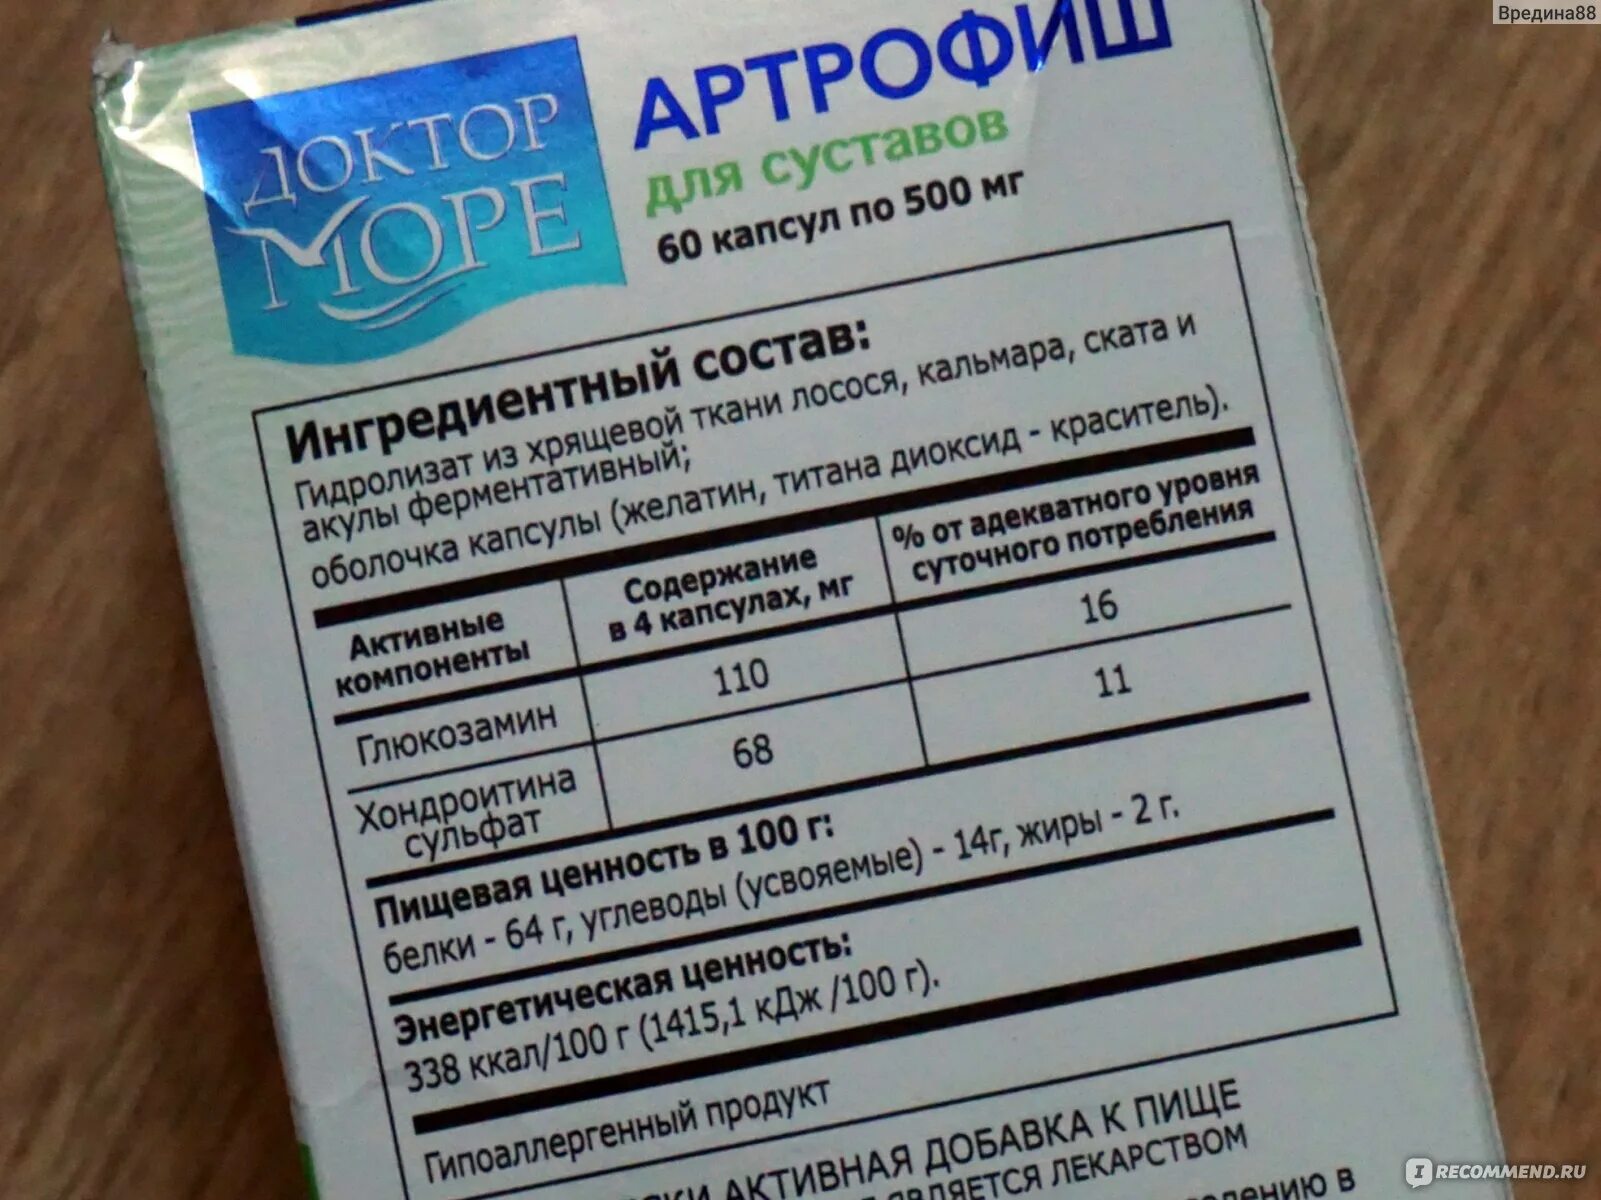 Вредина88
ДОКТОР
МОРЕ
АРТРОФИШ
для суставов
60 капсул по 500 мг
Ингредиентный состав:
Гидролизат из хрящевой ткани лосося, кальмара, ската и
акулы ферментативный;
оболочка капсулы (желатин, титана диоксид - краситель).
Активные
компоненты
Содержание
в 4 капсулах, мг
% от адекватного уровня
суточного потребления
Глюкозамин
110
16
Хондроитина
сульфат
68
11
Пищевая ценность в 100 г:
белки - 64 г, углеводы (усвояемые) - 14г, жиры - 2 г.
Энергетическая ценность:
338 ккал/100 г (1415,1 кДж /100 г).
Гипоаллергенный продукт
АКТИВНАЯ ДОБАВКА К ПИЩЕ
ЯВЛЯЕТСЯ ЛЕКАРСТВОМ
в
IRECOMMEND.RU